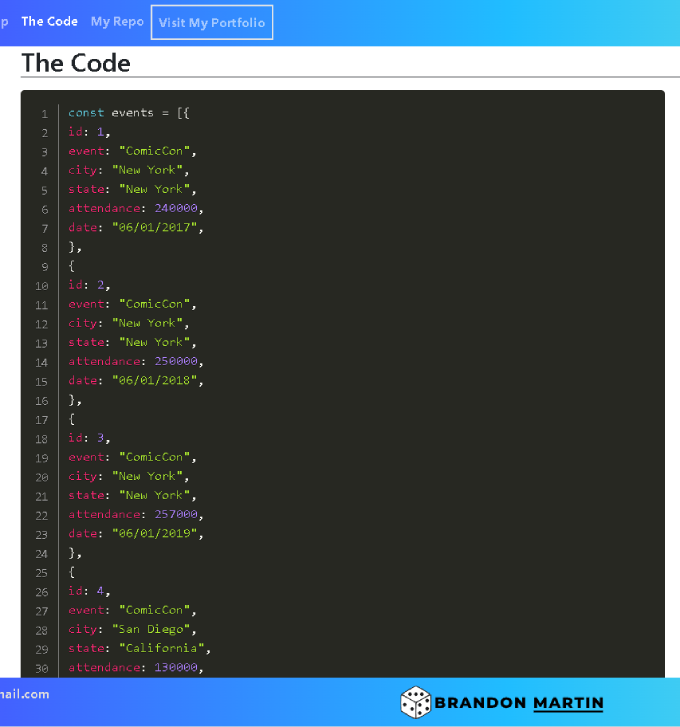 p The Code My Repo Visit My Portfolio
The Code
1 const events = [{
2 id: 1,
3 event: "ComicCon",
4 city: "New York",
5 state: "New York",
6 attendance: 240000,
7 date: "06/01/2017",
8 },
9 {
10 id: 2,
11 event: "ComicCon",
12 city: "New York",
13 state: "New York",
14 attendance: 250000,
15 date: "06/01/2018",
16 },
17 {
18 id: 3,
19 event: "ComicCon",
20 city: "New York",
21 state: "New York",
22 attendance: 257000,
23 date: "06/01/2019",
24 },
25 {
26 id: 4,
27 event: "ComicCon",
28 city: "San Diego",
29 state: "California",
30 attendance: 130000,
nail.com
BRANDON MARTIN